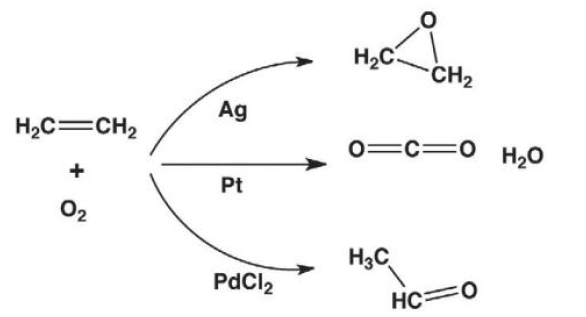 O
H₂C
CH₂
Ag
H₂C=CH₂
+
O₂
O=C=O H₂O
Pt
H₃C
HC=O
PdCl₂